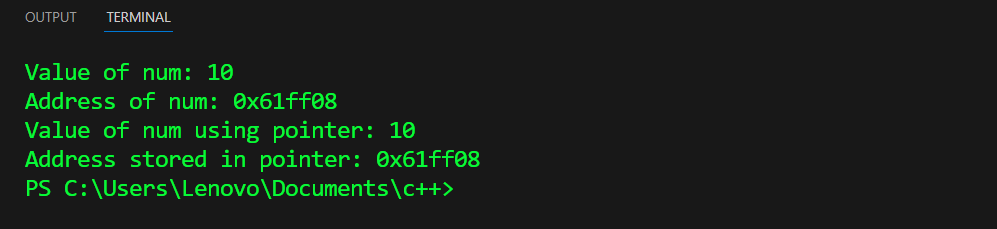 OUTPUT TERMINAL
Value of num: 10
Address of num: 0x61ff08
Value of num using pointer: 10
Address stored in pointer: 0x61ff08
PS C:\Users\Lenovo\Documents\c++>